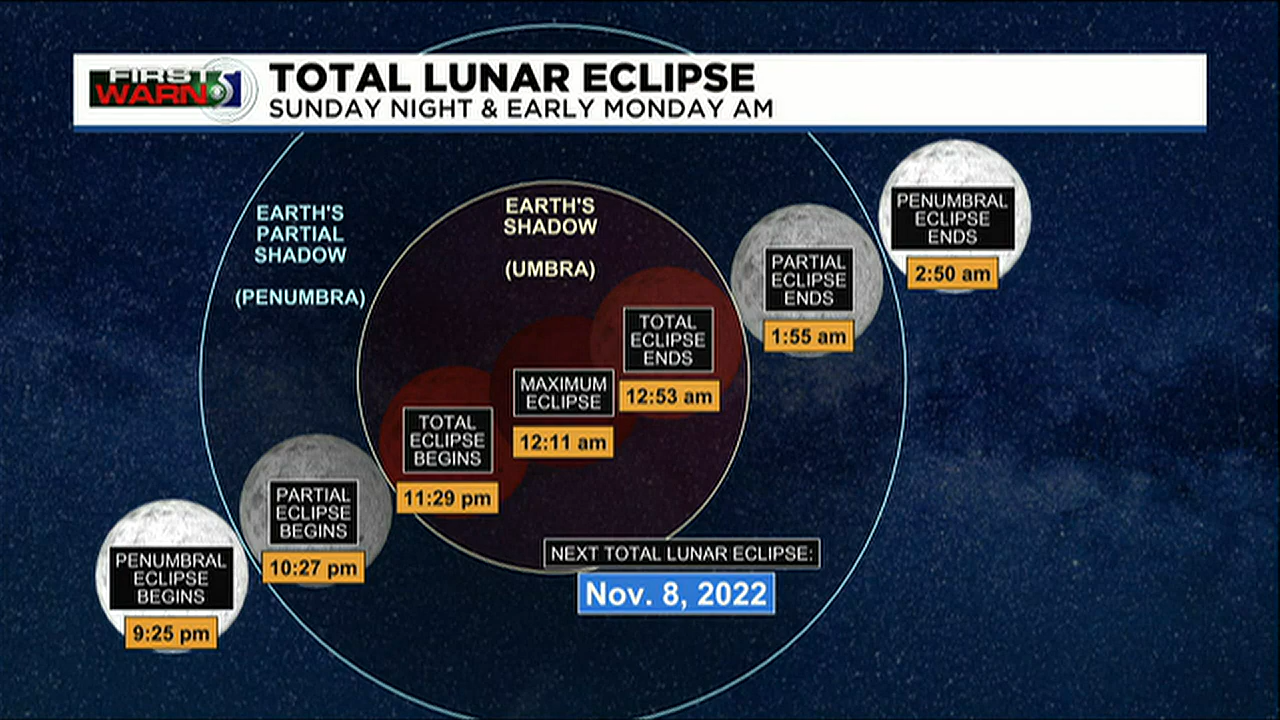 FIRST
WARN 5
TOTAL LUNAR ECLIPSE
SUNDAY NIGHT & EARLY MONDAY AM
EARTH'S
PARTIAL
SHADOW
(PENUMBRA)
EARTH'S
SHADOW
(UMBRA)
PENUMBRAL
ECLIPSE
BEGINS
9:25 pm
PARTIAL
ECLIPSE
BEGINS
10:27 pm
TOTAL
ECLIPSE
BEGINS
11:29 pm
MAXIMUM
ECLIPSE
12:11 am
TOTAL
ECLIPSE
ENDS
12:53 am
PARTIAL
ECLIPSE
ENDS
1:55 am
PENUMBRAL
ECLIPSE
ENDS
2:50 am
NEXT TOTAL LUNAR ECLIPSE:
Nov. 8, 2022